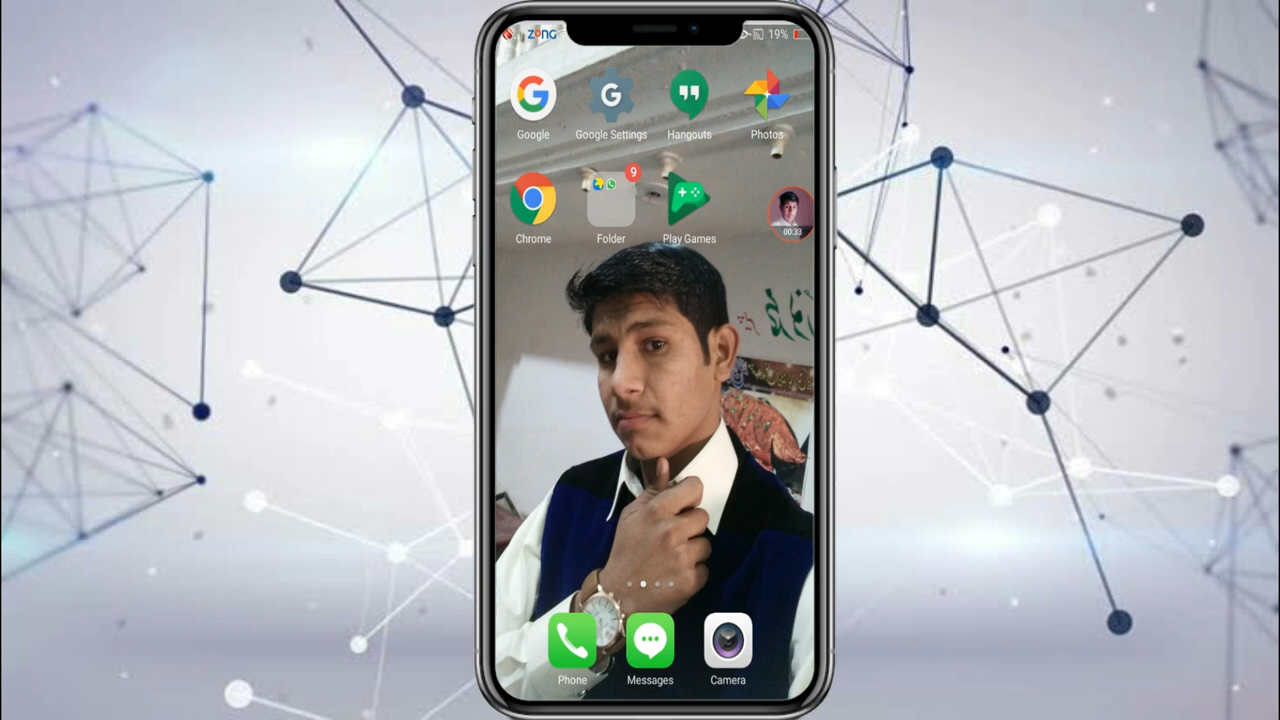 ZONG 19%
Google Google Settings Hangouts Photos
9
Chrome Folder Play Games
00:33
Phone Messages Camera